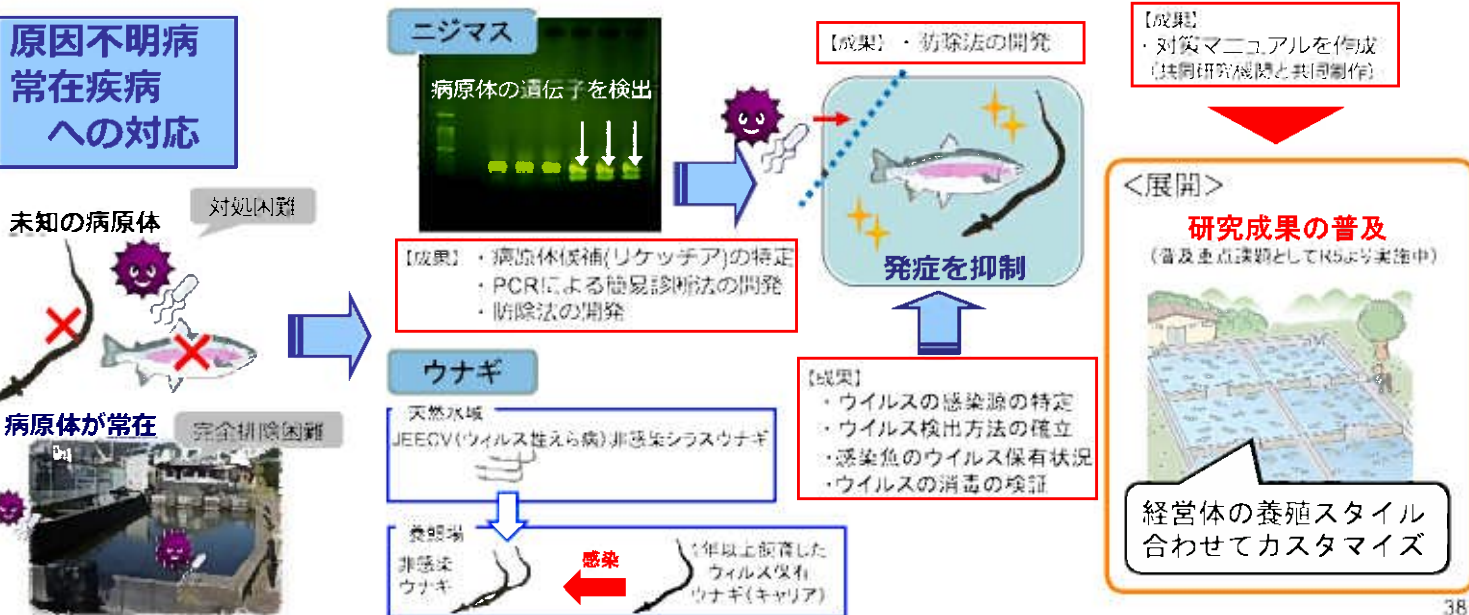 原因不明病
常在疾病
への対応
未知の病原体
対処困難
病原体が常在
完全排除困難
ニジマス
病原体の遺伝子を検出
【成果】・病原体候補(リケッチア)の特定
・PCRによる簡易診断法の開発
・防除法の開発
ウナギ
天然水域
JEECV(ウィルス性えら病)非感染シラスウナギ
養鰻場
非感染
ウナギ
感染
1年以上飼育した
ウィルス保有
ウナギ(キャリア)
【成果】・防除法の開発
発症を抑制
【成果】
・ウイルスの感染源の特定
・ウイルス検出方法の確立
・感染魚のウイルス保有状況
・ウイルスの消毒の検証
【成果】
・対策マニュアルを作成
(共同研究機関と共同制作)
<展開>
研究成果の普及
(普及重点課題としてR5より実施中)
経営体の養殖スタイル
合わせてカスタマイズ
38